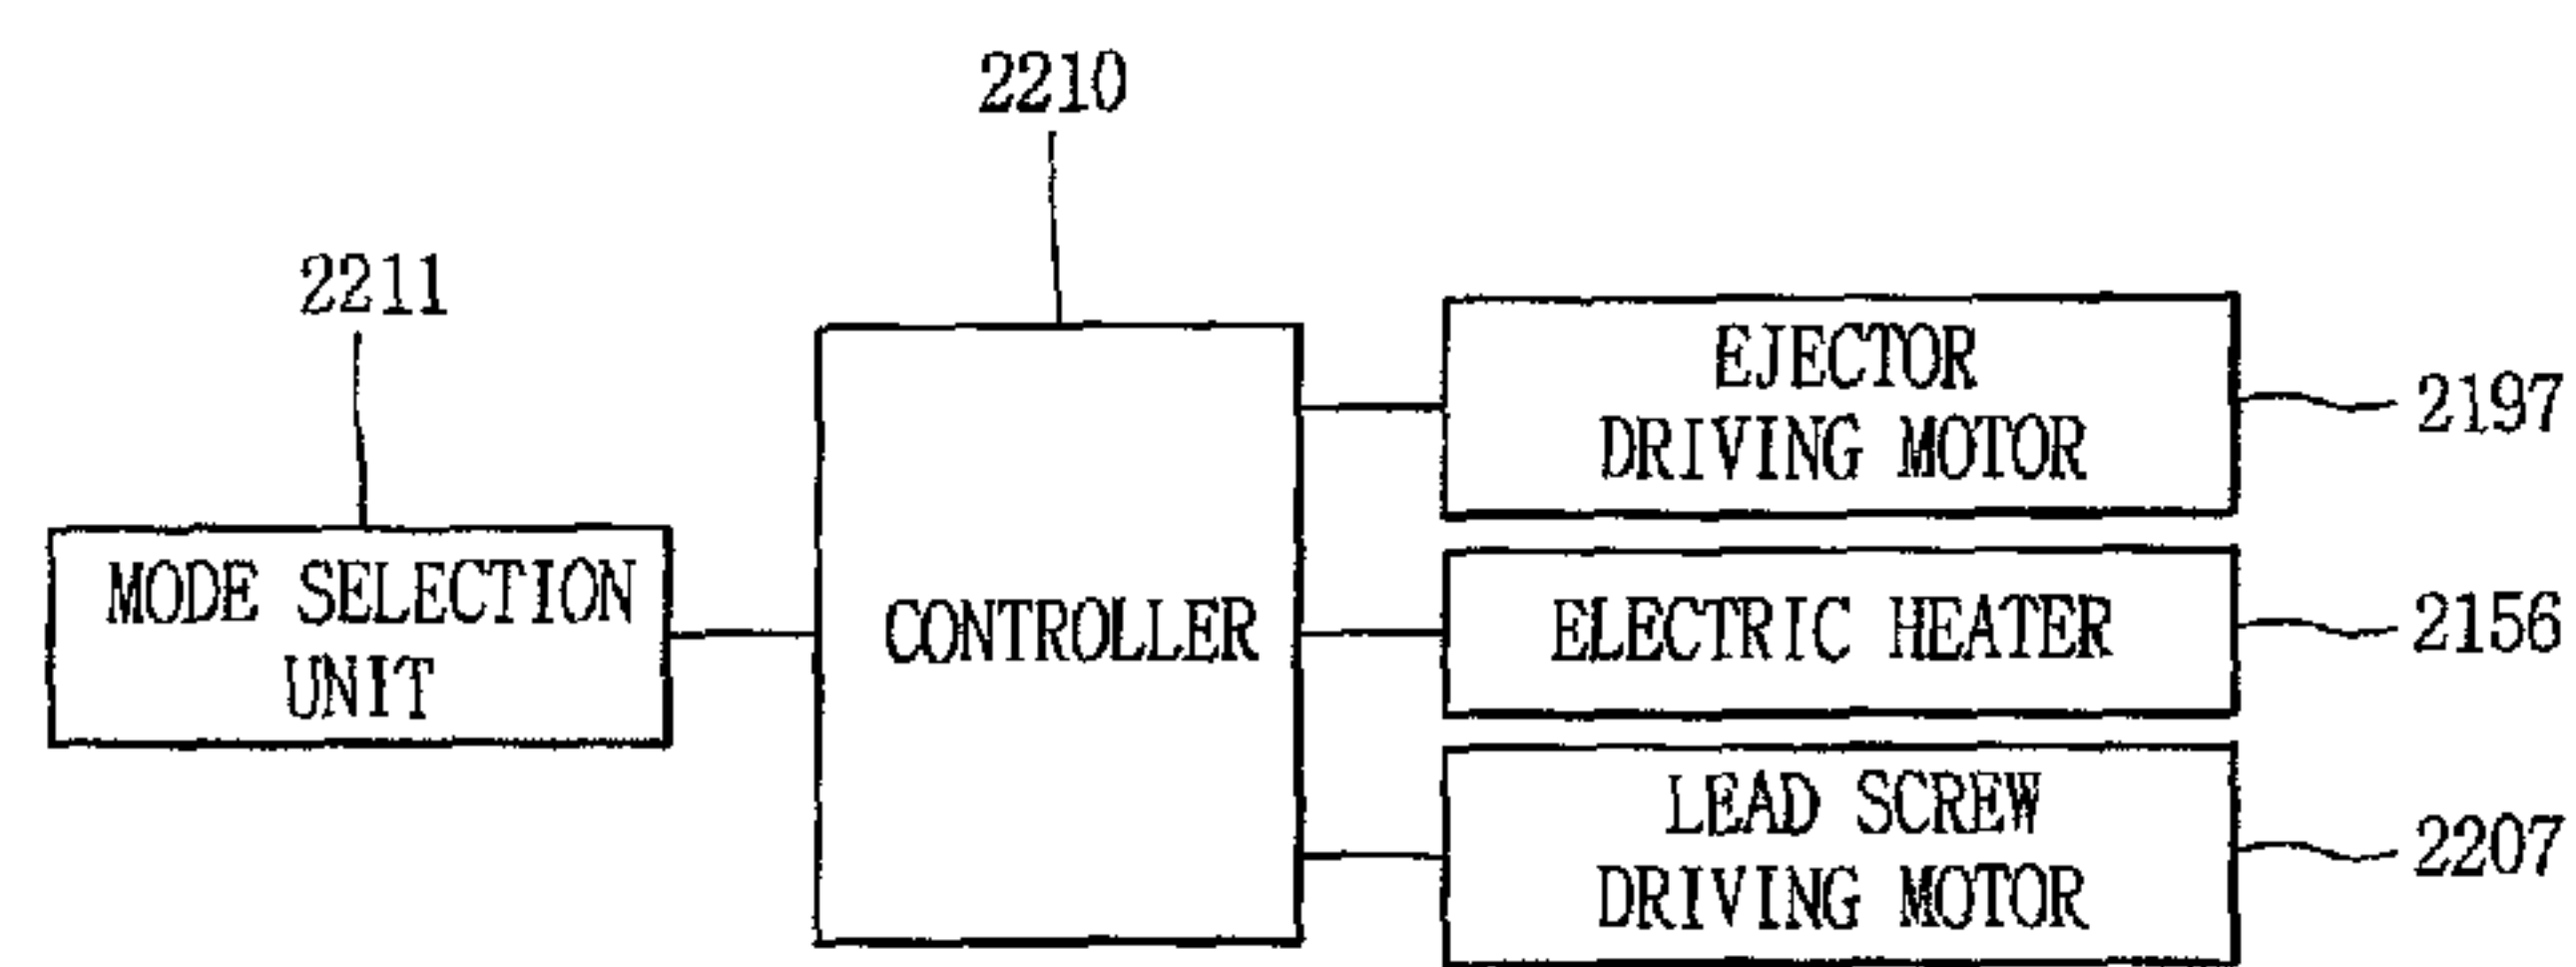 2210
2211
MODE SELECTION
UNIT
CONTROLLER
EJECTOR
DRIVING MOTOR
2197
ELECTRIC HEATER
2156
LEAD SCREW
DRIVING MOTOR
2207